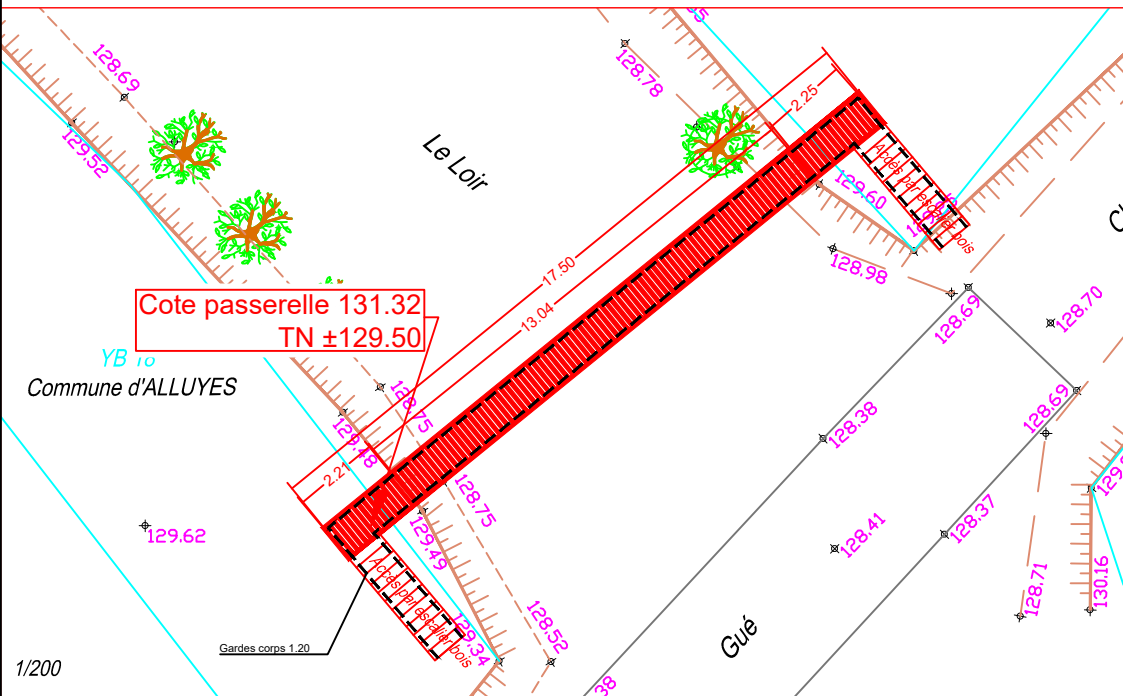 128.69
129.52
128.78
Le Loir
2.25
129.60
Accès par escalier bois
128.98
17.50
13.04
Cote passerelle 131.32
TN ±129.50
128.69
128.70
YB 16
Commune d'ALLUYES
128.75
129.48
128.69
128.38
2.21
128.75
129.49
129.62
128.41
128.37
Accès par escalier bois
129.34
128.52
128.71
130.16
Gué
Gardes corps 1.20
1/200